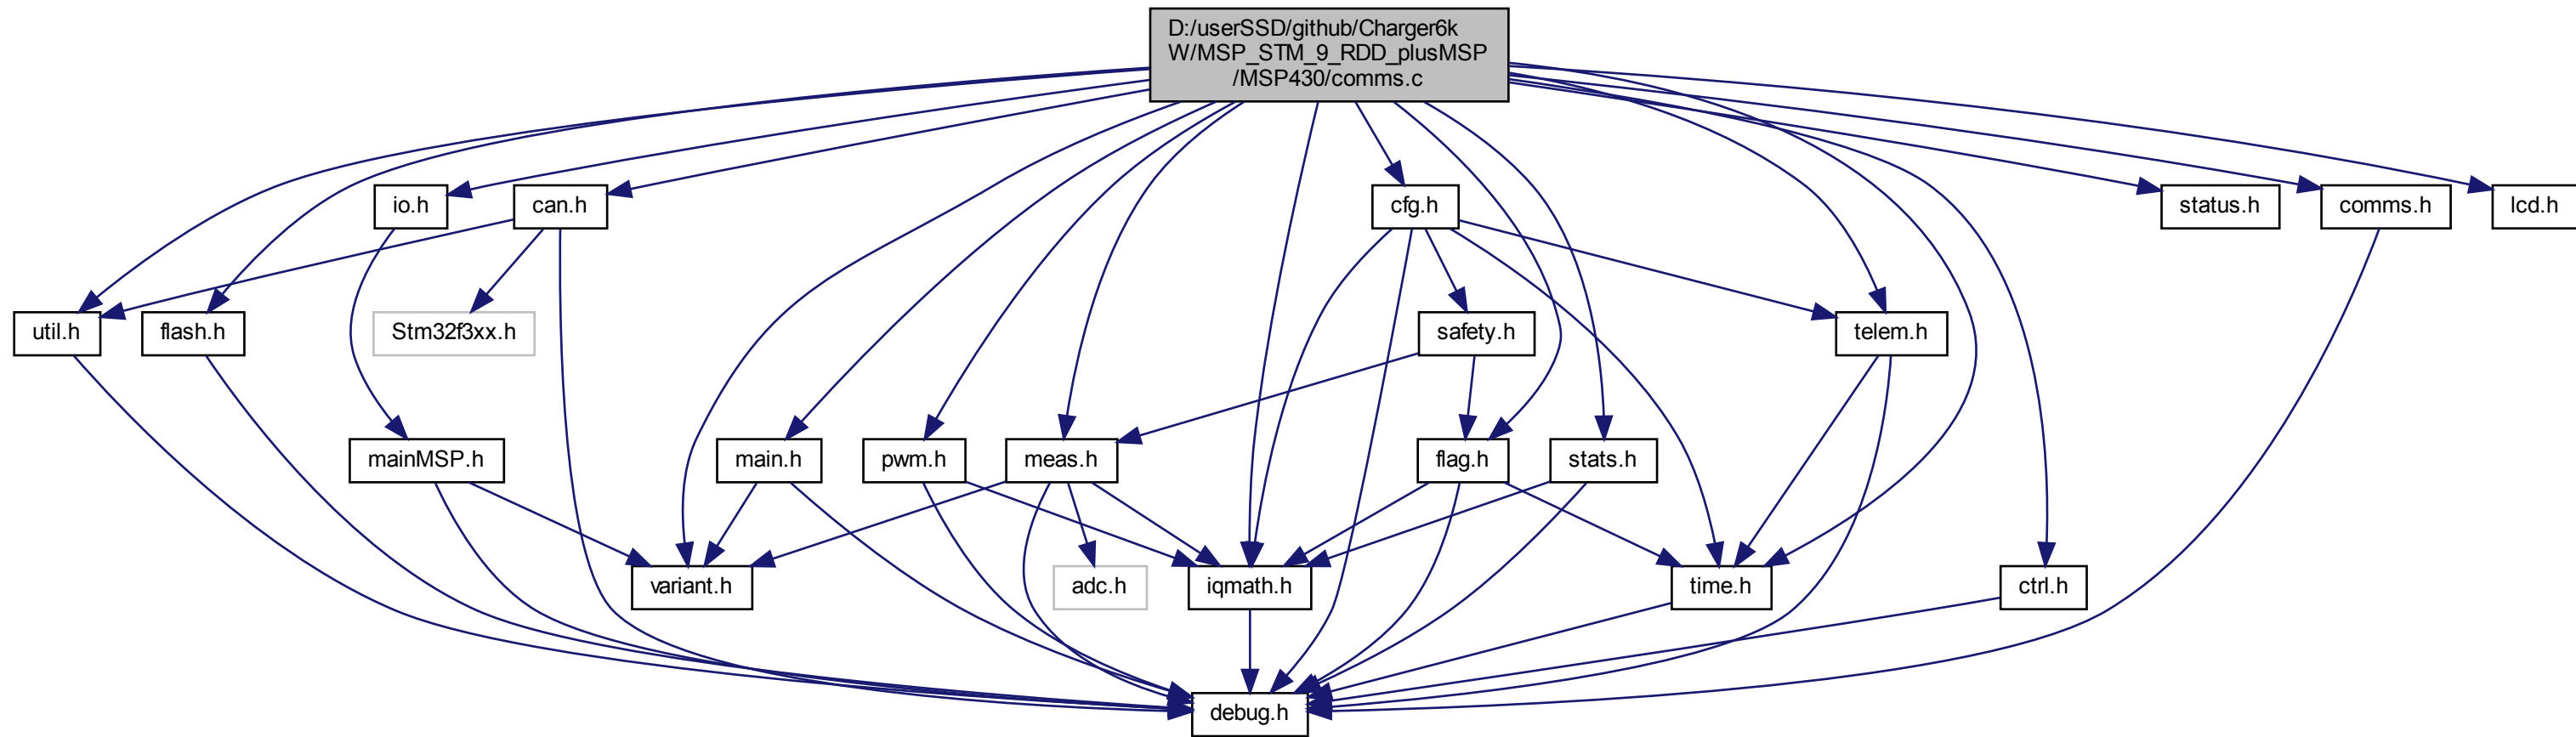 D:/userSSD/github/Charger6k
W/MSP_STM_9_RDD_plusMSP
/MSP430/comms.c
io.h
can.h
cfg.h
status.h
comms.h
lcd.h
util.h
flash.h
Stm32f3xx.h
safety.h
telem.h
mainMSP.h
main.h
pwm.h
meas.h
flag.h
stats.h
variant.h
adc.h
iqmath.h
time.h
ctrl.h
debug.h